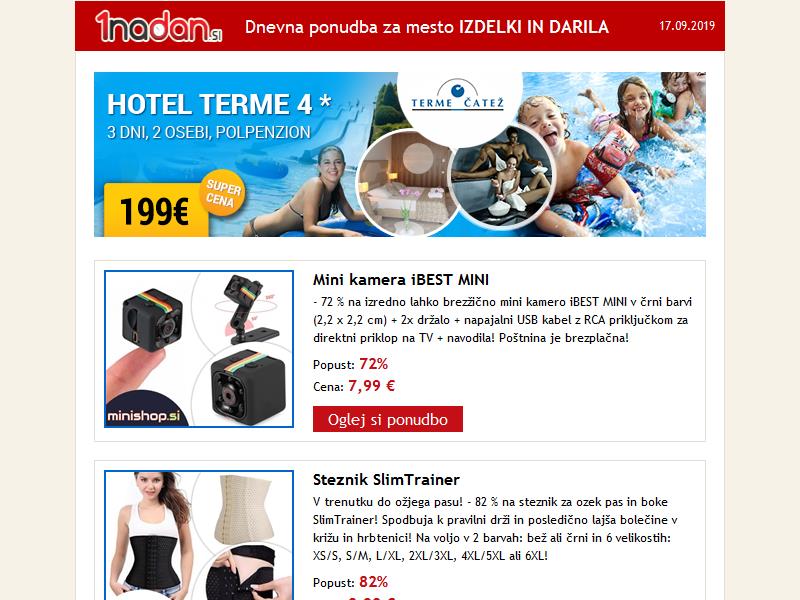 1nadan.si
Dnevna ponudba za mesto IZDELKI IN DARILA
17.09.2019
HOTEL TERME 4 *
3 DNI, 2 OSEBI, POLPENZION
199€
SUPER
CENA
TERME ČATEŽ
Mini kamera iBEST MINI
- 72 % na izredno lahko brezžično mini kamero iBEST MINI v črni barvi
(2,2 x 2,2 cm) + 2x držalo + napajalni USB kabel z RCA priključkom za
direktni priklop na TV + navodila! Poštnina je brezplačna!
Popust: 72%
Cena: 7,99 €
Oglej si ponudbo
minishop.si
Steznik SlimTrainer
V trenutku do ožjega pasu! - 82 % na steznik za ozek pas in boke
SlimTrainer! Spodbuja k pravilni drži in posledično lajša bolečine v
križu in hrbtenici! Na voljo v 2 barvah: bež ali črni in 6 velikostih:
XS/S, S/M, L/XL, 2XL/3XL, 4XL/5XL ali 6XL!
Popust: 82%